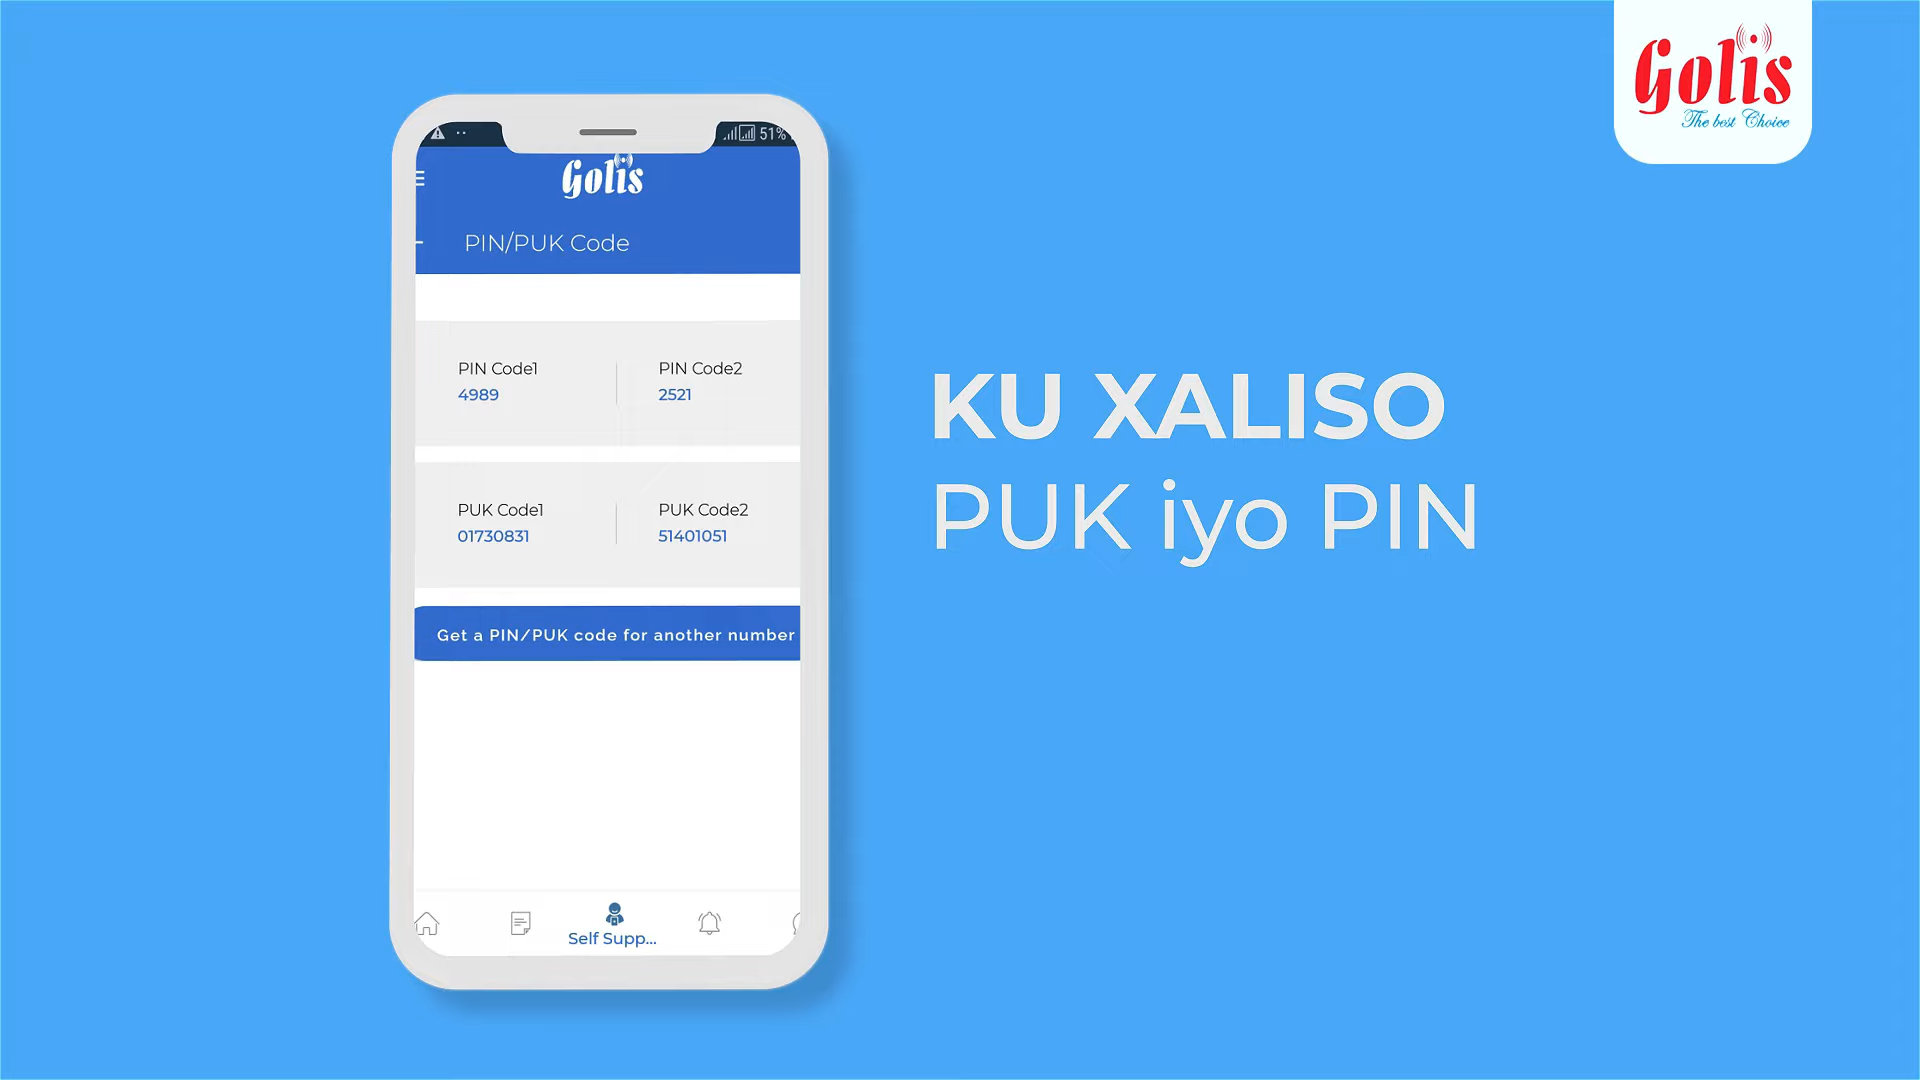 Golis
The best Choice
51%
Golis
PIN/PUK Code
PIN Code1
PIN Code2
4989
2521
PUK Code1
PUK Code2
01730831
51401051
Get a PIN/PUK code for another number
Self Supp...
KU XALISO
PUK iyo PIN